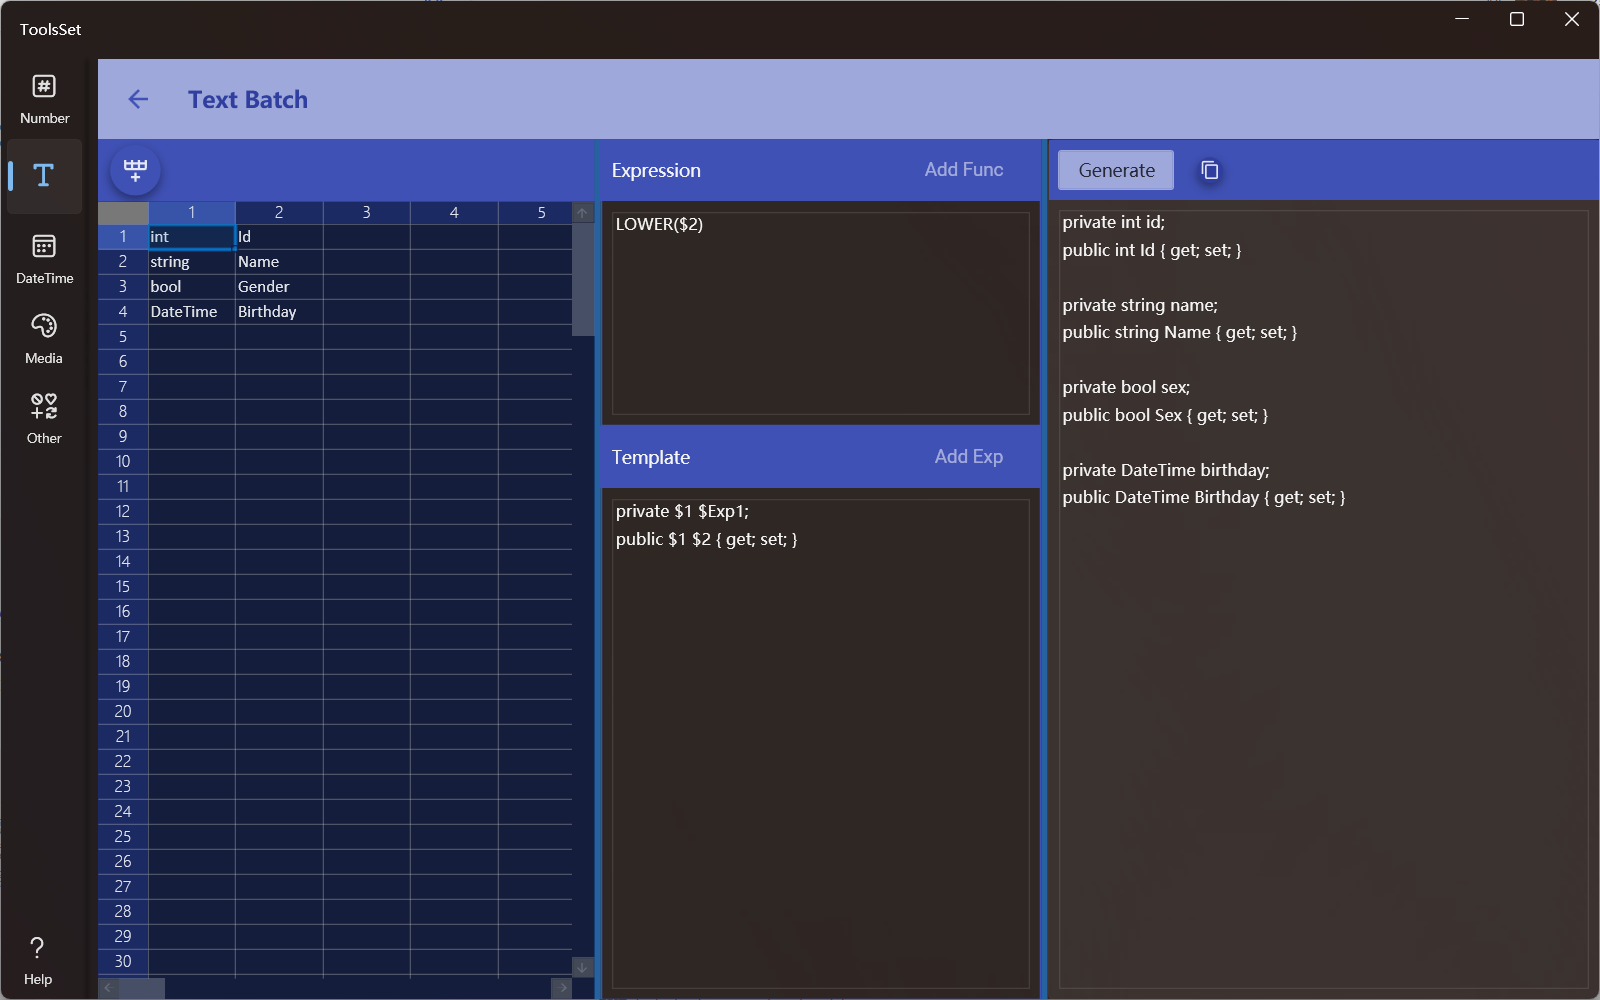 ToolsSet
Number
DateTime
Media
Other
Help
Text Batch
1 2 3 4 5
1 int Id
2 string Name
3 bool Gender
4 DateTime Birthday
5
6
7
8
9
10
11
12
13
14
15
16
17
18
19
20
21
22
23
24
25
26
27
28
29
30
Expression Add Func
LOWER($2)
Template Add Exp
private $1 $Exp1;
public $1 $2 { get; set; }
Generate
private int id;
public int Id { get; set; }
private string name;
public string Name { get; set; }
private bool sex;
public bool Sex { get; set; }
private DateTime birthday;
public DateTime Birthday { get; set; }